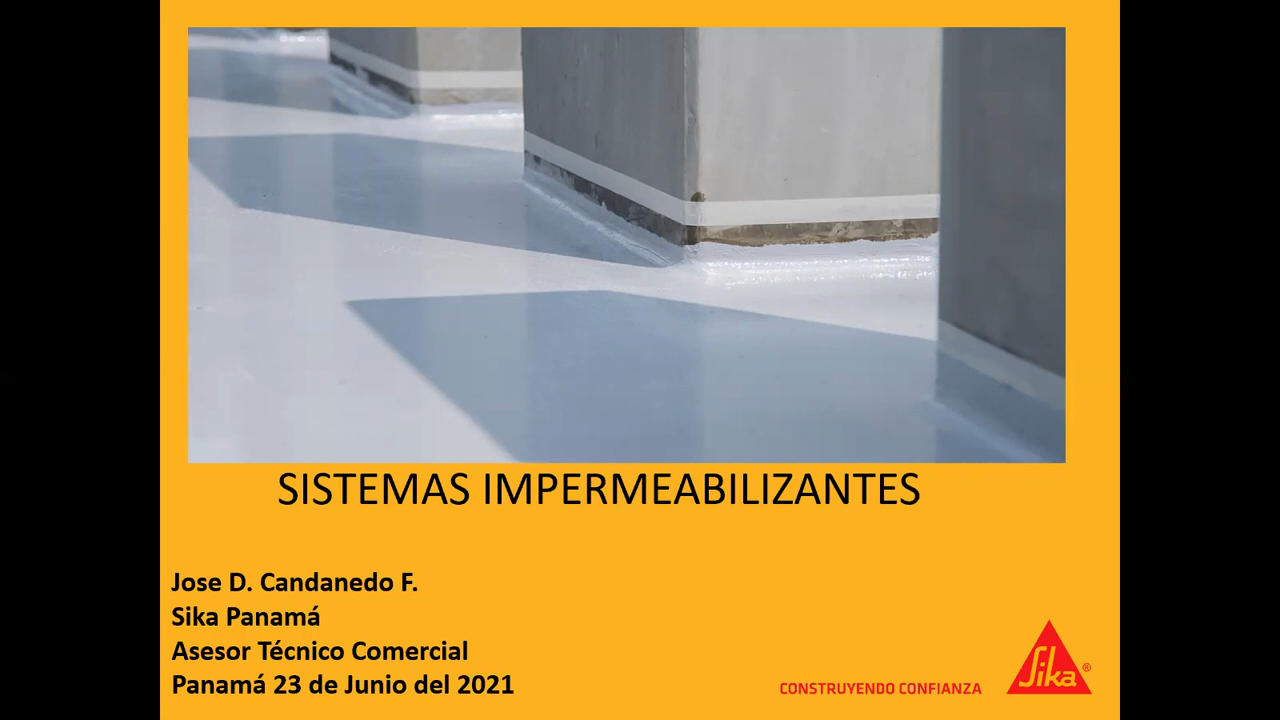 SISTEMAS IMPERMEABILIZANTES
Jose D. Candanedo F.
Sika Panamá
Asesor Técnico Comercial
Panamá 23 de Junio del 2021
CONSTRUYENDO CONFIANZA
Sika®